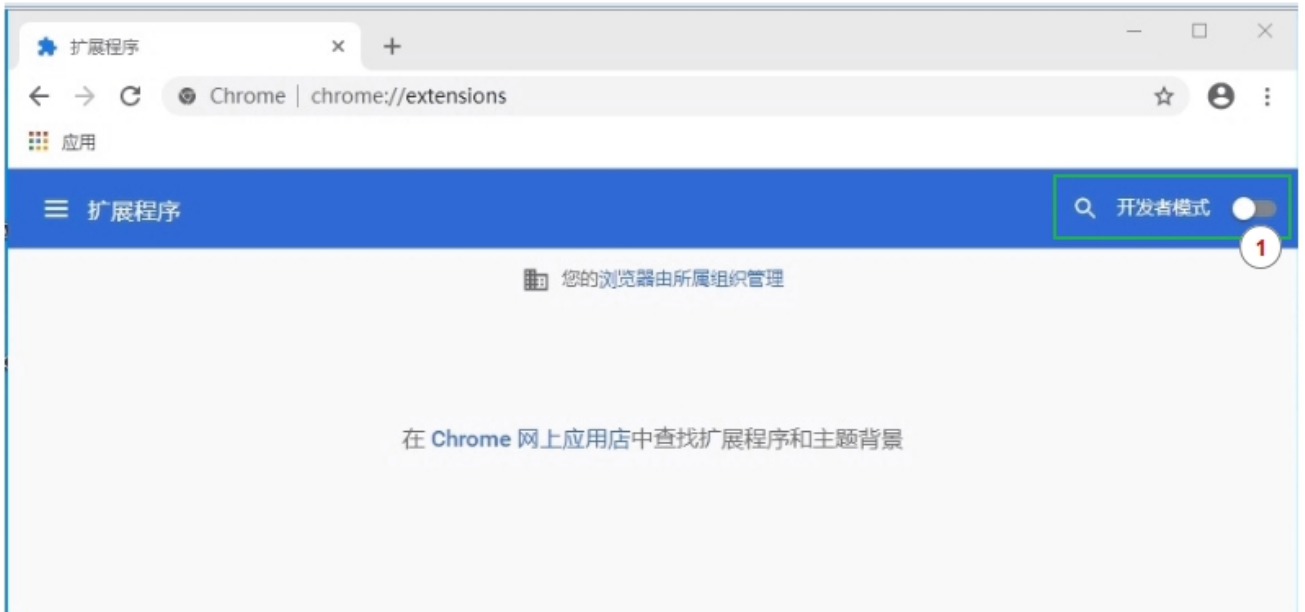 扩展程序
Chrome | chrome://extensions
应用
扩展程序
开发者模式
1
您的浏览器由所属组织管理
在 Chrome 网上应用店中查找扩展程序和主题背景